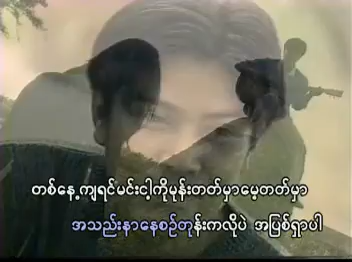 တစ်နေ့ကျရင်မင်းငါ့ကိုမုန်းတတ်မှာမေ့တတ်မှာ
အသည်းနာနေစဉ်တုန်းကလိုပဲ အပြစ်ရှာပါ